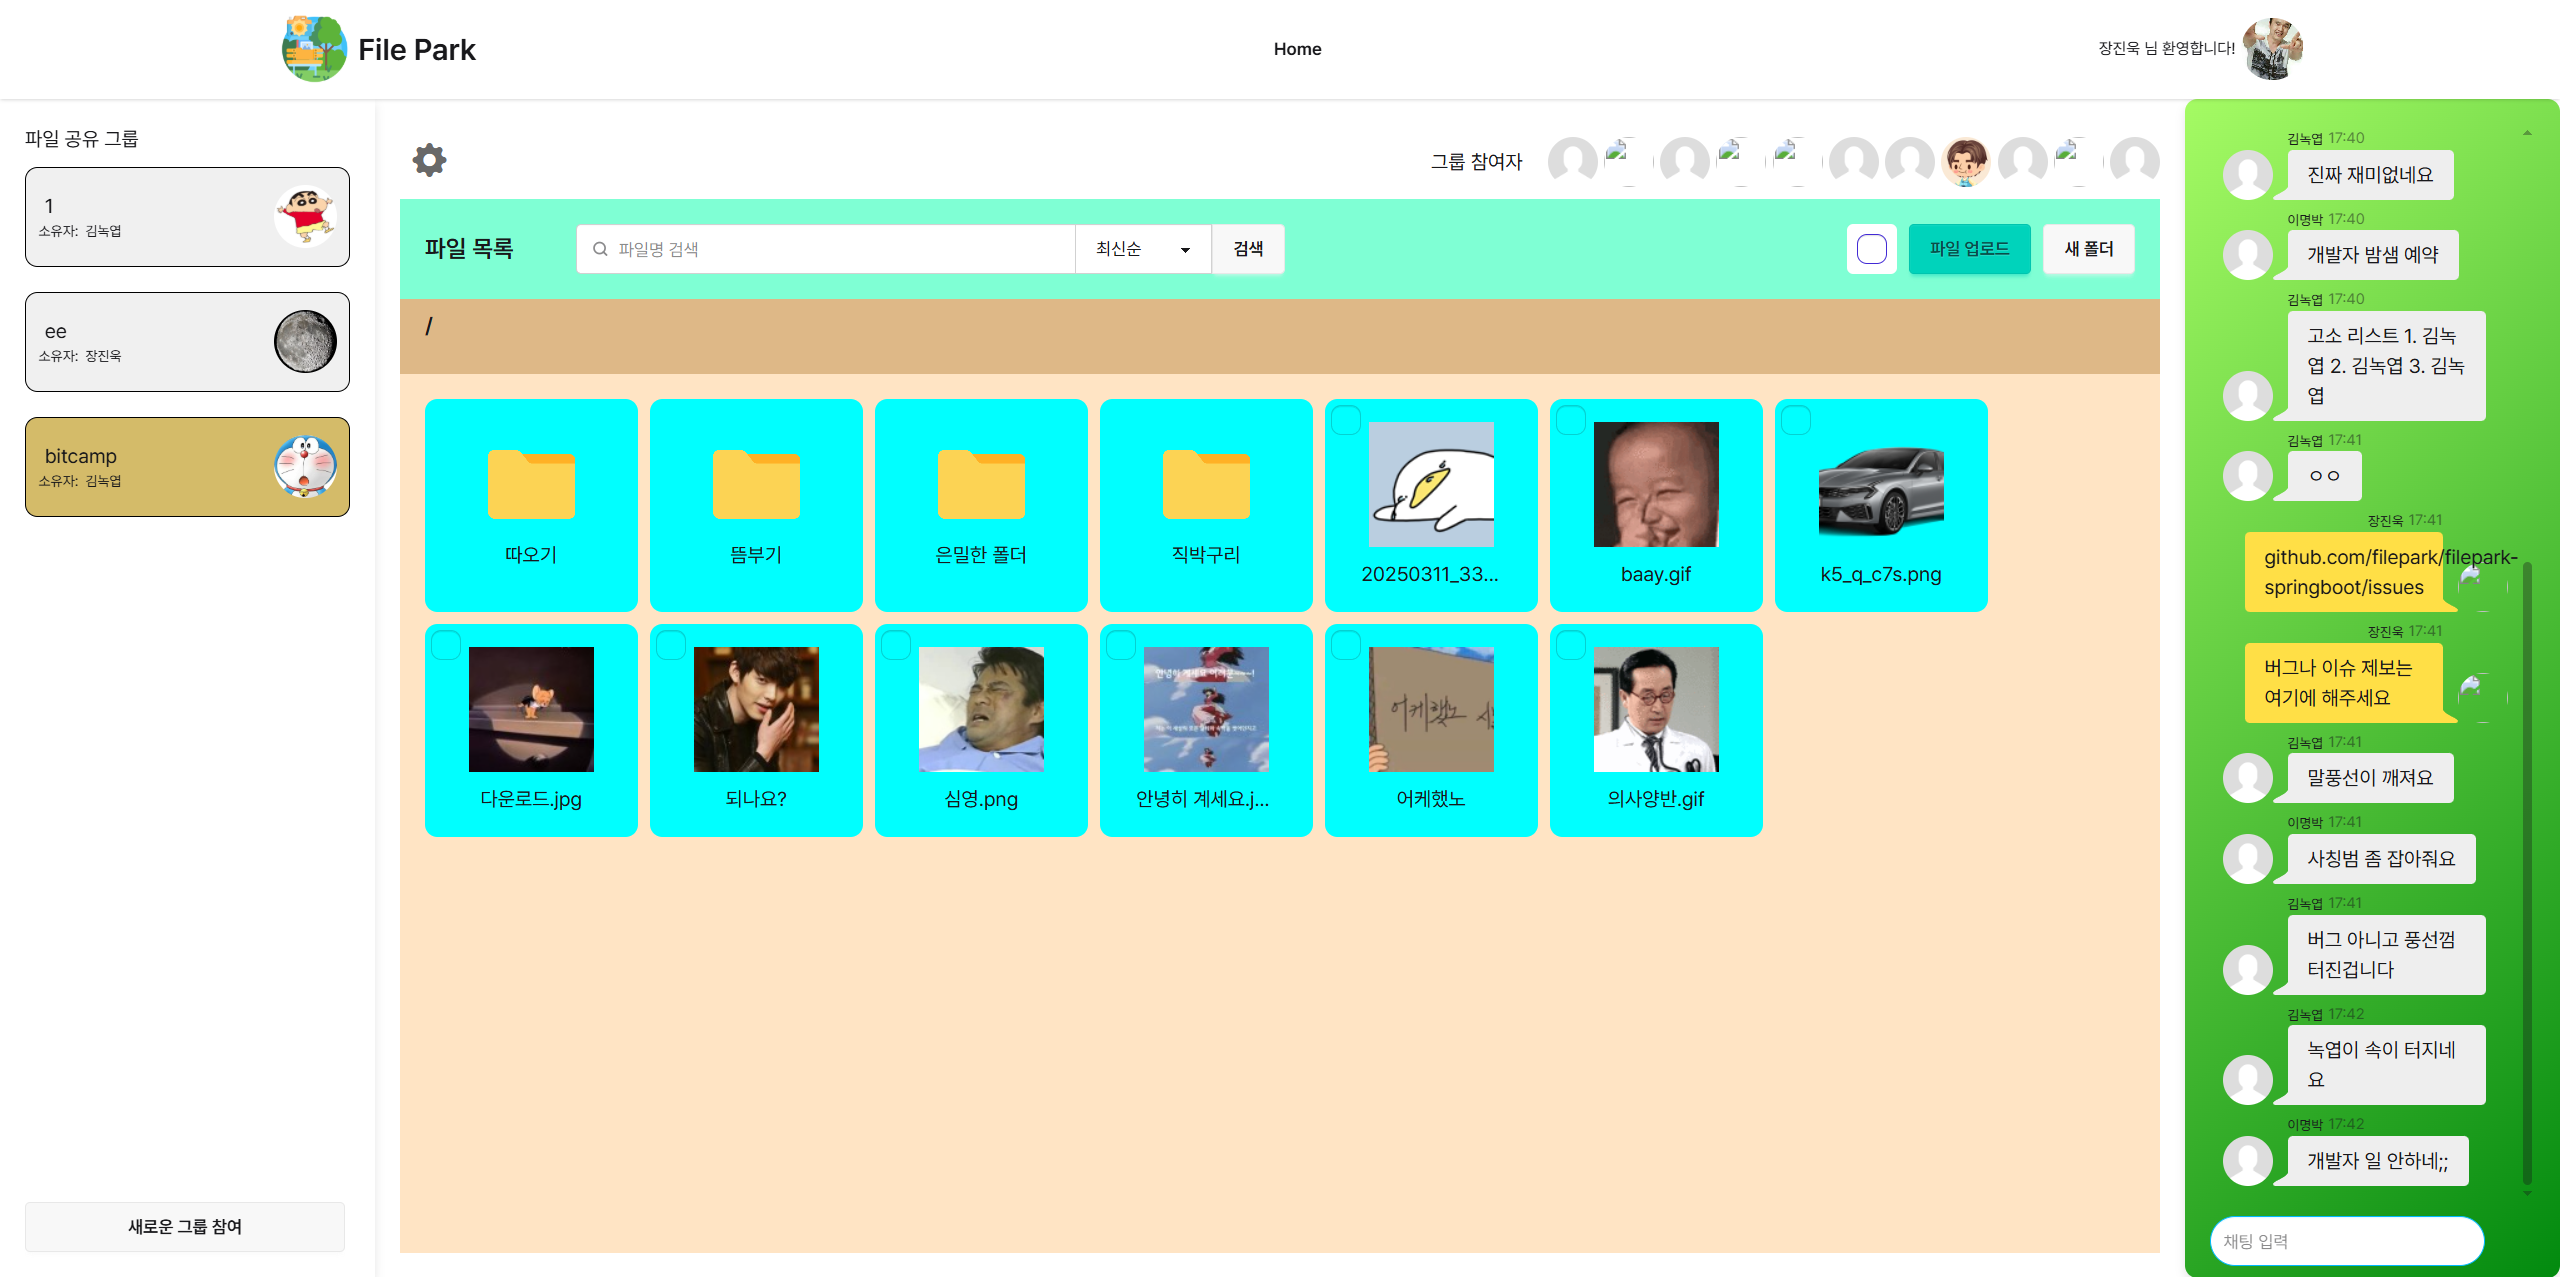 File Park
Home
장진욱 님 환영합니다!
파일 공유 그룹
1
소유자: 김녹엽
ee
소유자: 장진욱
bitcamp
소유자: 김녹엽
새로운 그룹 참여
그룹 참여자
파일 목록
파일명 검색
최신순
검색
파일 업로드
새 폴더
/
따오기
뜸부기
은밀한 폴더
직박구리
20250311_33...
baay.gif
k5_q_c7s.png
안녕히 계세요 여러분~~~!
어케했노
다운로드.jpg
되나요?
심영.png
안녕히 계세요.j...
어케했노
의사양반.gif
김녹엽 17:40
진짜 재미없네요
이명박 17:40
개발자 밤샘 예약
김녹엽 17:40
고소 리스트 1. 김녹
엽 2. 김녹엽 3. 김녹
엽
김녹엽 17:41
ㅇㅇ
장진욱 17:41
github.com/filepark/filepark-
springboot/issues
장진욱 17:41
버그나 이슈 제보는
여기에 해주세요
김녹엽 17:41
말풍선이 깨져요
이명박 17:41
사칭범 좀 잡아줘요
김녹엽 17:41
버그 아니고 풍선껌
터진겁니다
김녹엽 17:42
녹엽이 속이 터지네
요
이명박 17:42
개발자 일 안하네;;
채팅 입력